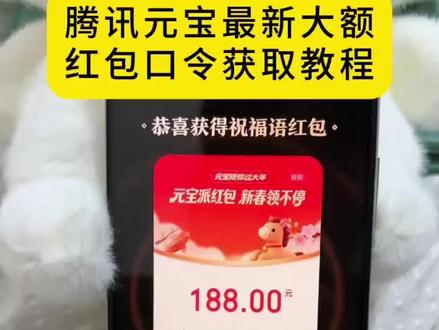 腾讯元宝最新大额
红包口令获取教程
恭喜获得祝福语红包
元宝陪你过大年
元宝派红包 新春领不停
188.00元